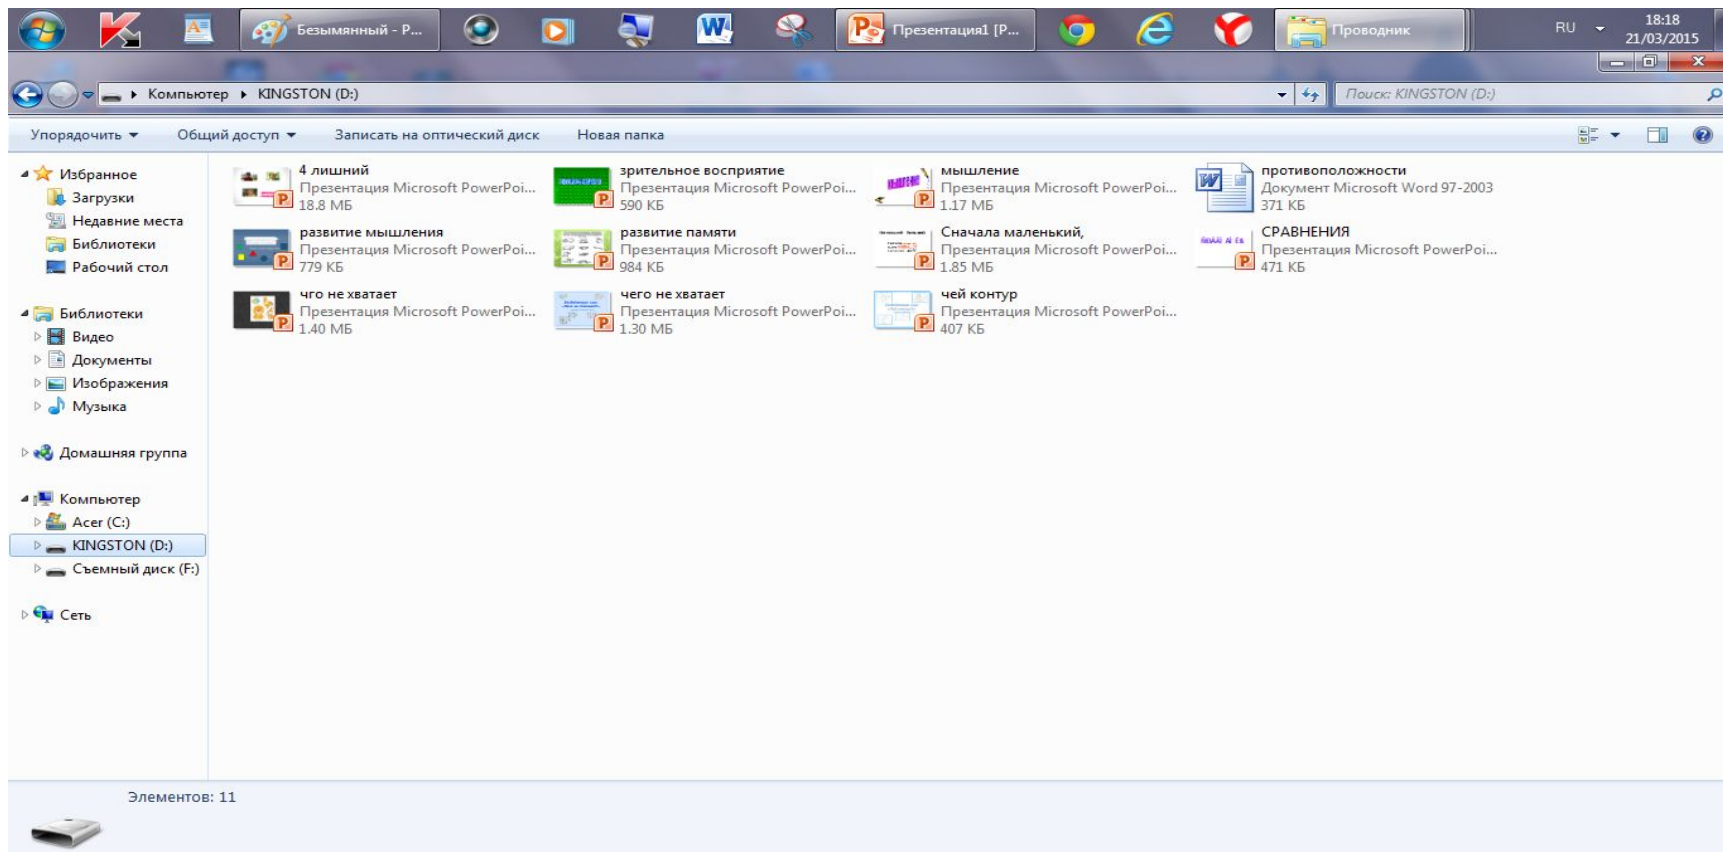 Безымянный - P...
Презентация1 [P...
Проводник
RU
18:18
21/03/2015
Компьютер
KINGSTON (D:)
Поиск: KINGSTON (D:)
Упорядочить
Общий доступ
Записать на оптический диск
Новая папка
Избранное
Загрузки
Недавние места
Библиотеки
Рабочий стол
Библиотеки
Видео
Документы
Изображения
Музыка
Домашняя группа
Компьютер
Acer (C:)
KINGSTON (D:)
Съемный диск (F:)
Сеть
4 лишний
Презентация Microsoft PowerPoi...
18.8 МБ
зрительное восприятие
Презентация Microsoft PowerPoi...
590 КБ
мышление
Презентация Microsoft PowerPoi...
1.17 МБ
противоположности
Документ Microsoft Word 97-2003
371 КБ
развитие мышления
Презентация Microsoft PowerPoi...
779 КБ
развитие памяти
Презентация Microsoft PowerPoi...
984 КБ
Сначала маленький,
Презентация Microsoft PowerPoi...
1.85 МБ
СРАВНЕНИЯ
Презентация Microsoft PowerPoi...
471 КБ
чго не хватает
Презентация Microsoft PowerPoi...
1.40 МБ
чего не хватает
Презентация Microsoft PowerPoi...
1.30 МБ
чей контур
Презентация Microsoft PowerPoi...
407 КБ
Элементов: 11